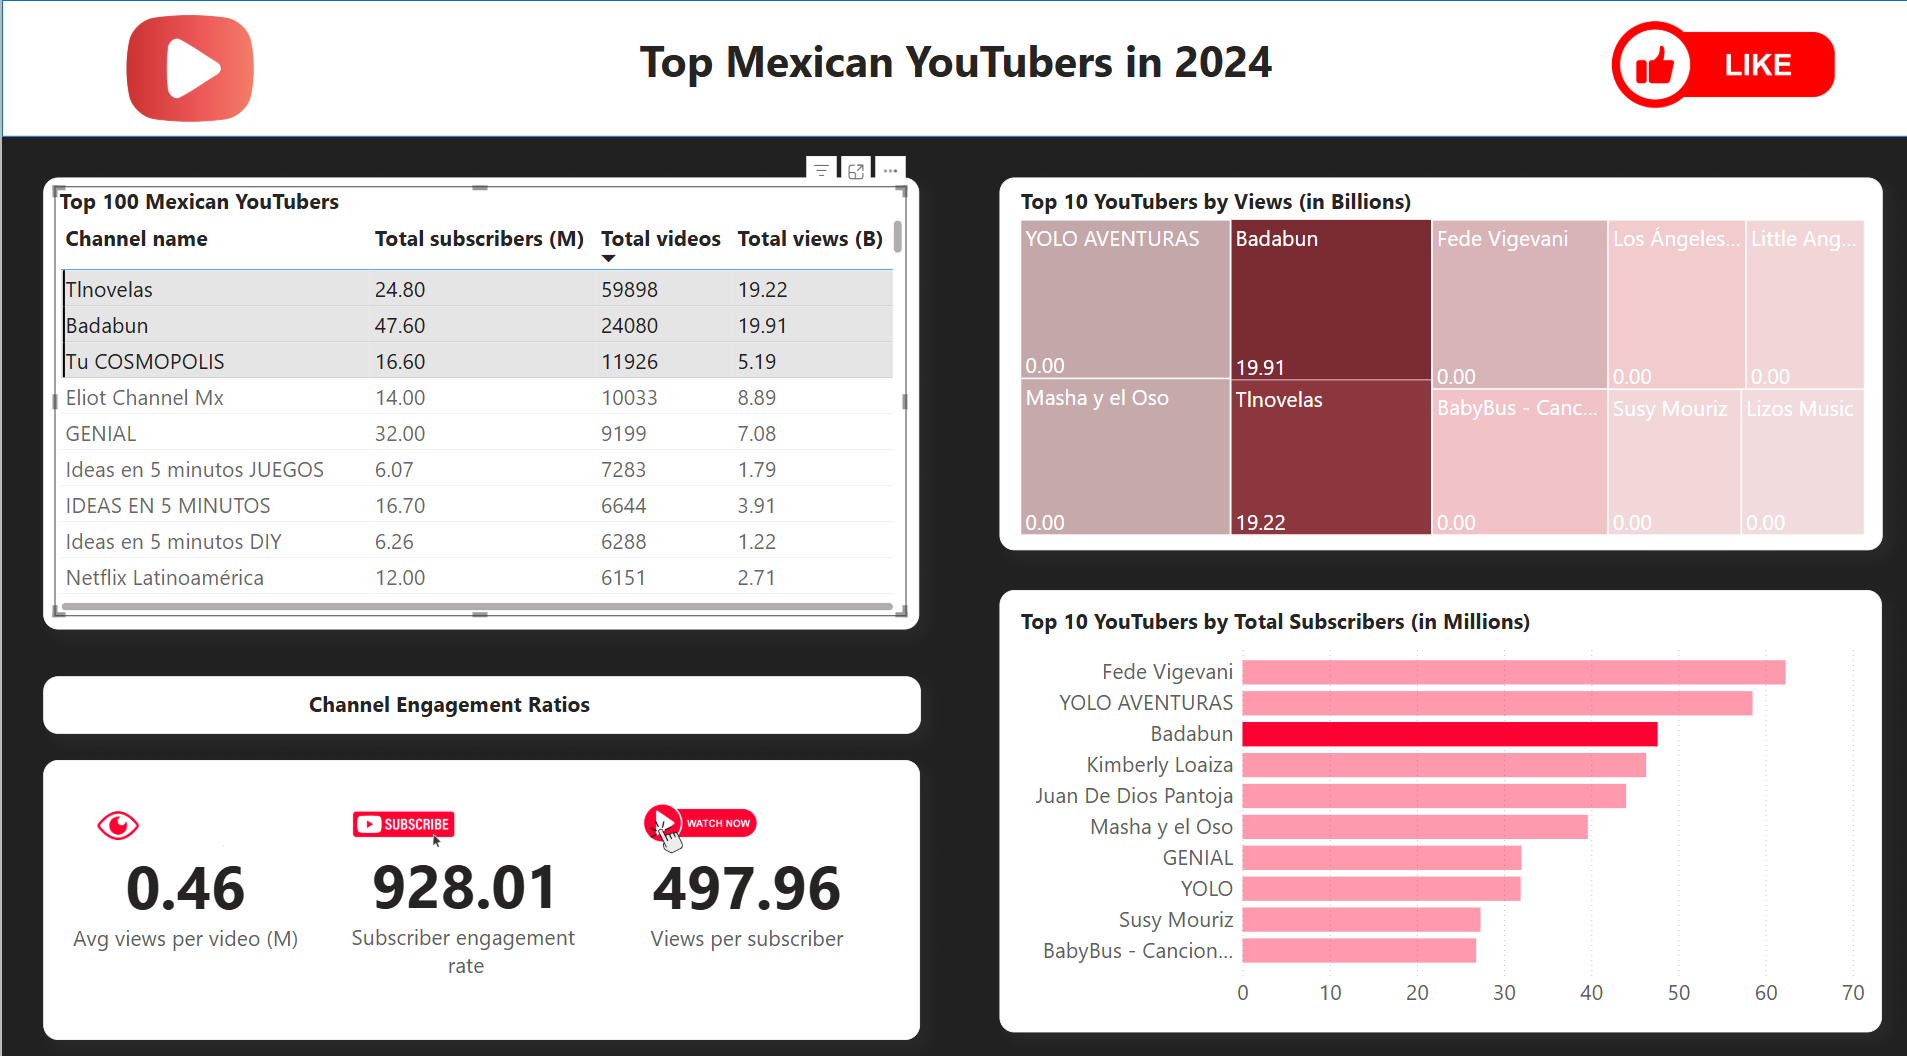 Top Mexican YouTubers in 2024
LIKE
Top 100 Mexican YouTubers
Channel name Total subscribers (M) Total videos Total views (B)
Tlnovelas 24.80 59898 19.22
Badabun 47.60 24080 19.91
Tu COSMOPOLIS 16.60 11926 5.19
Eliot Channel Mx 14.00 10033 8.89
GENIAL 32.00 9199 7.08
Ideas en 5 minutos JUEGOS 6.07 7283 1.79
IDEAS EN 5 MINUTOS 16.70 6644 3.91
Ideas en 5 minutos DIY 6.26 6288 1.22
Netflix Latinoamérica 12.00 6151 2.71
Channel Engagement Ratios
SUBSCRIBE
WATCH NOW
0.46
Avg views per video (M)
928.01
Subscriber engagement
rate
497.96
Views per subscriber
Top 10 YouTubers by Views (in Billions)
YOLO AVENTURAS
0.00
Masha y el Oso
0.00
Badabun
19.91
Tlnovelas
19.22
Fede Vigevani
0.00
BabyBus - Canc...
0.00
Los Ángeles...
0.00
Little Ang...
0.00
Susy Mouriz
0.00
Lizos Music
0.00
Top 10 YouTubers by Total Subscribers (in Millions)
Fede Vigevani
YOLO AVENTURAS
Badabun
Kimberly Loaiza
Juan De Dios Pantoja
Masha y el Oso
GENIAL
YOLO
Susy Mouriz
BabyBus - Cancion...
0 10 20 30 40 50 60 70